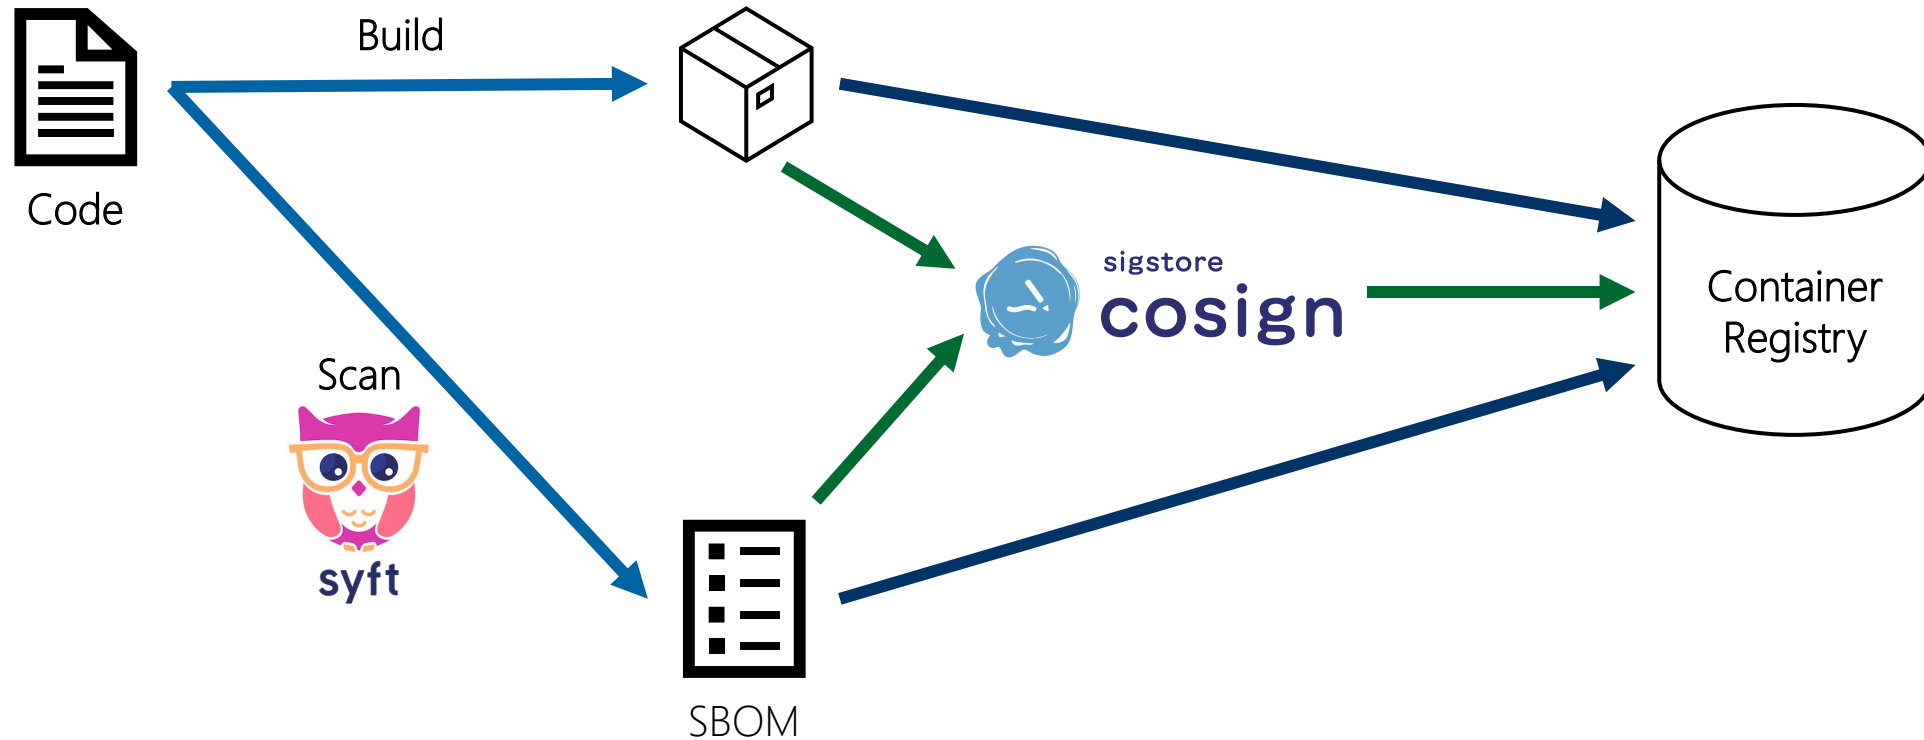 Build
Code
sigstore
cosign
Container
Registry
Scan
syft
SBOM